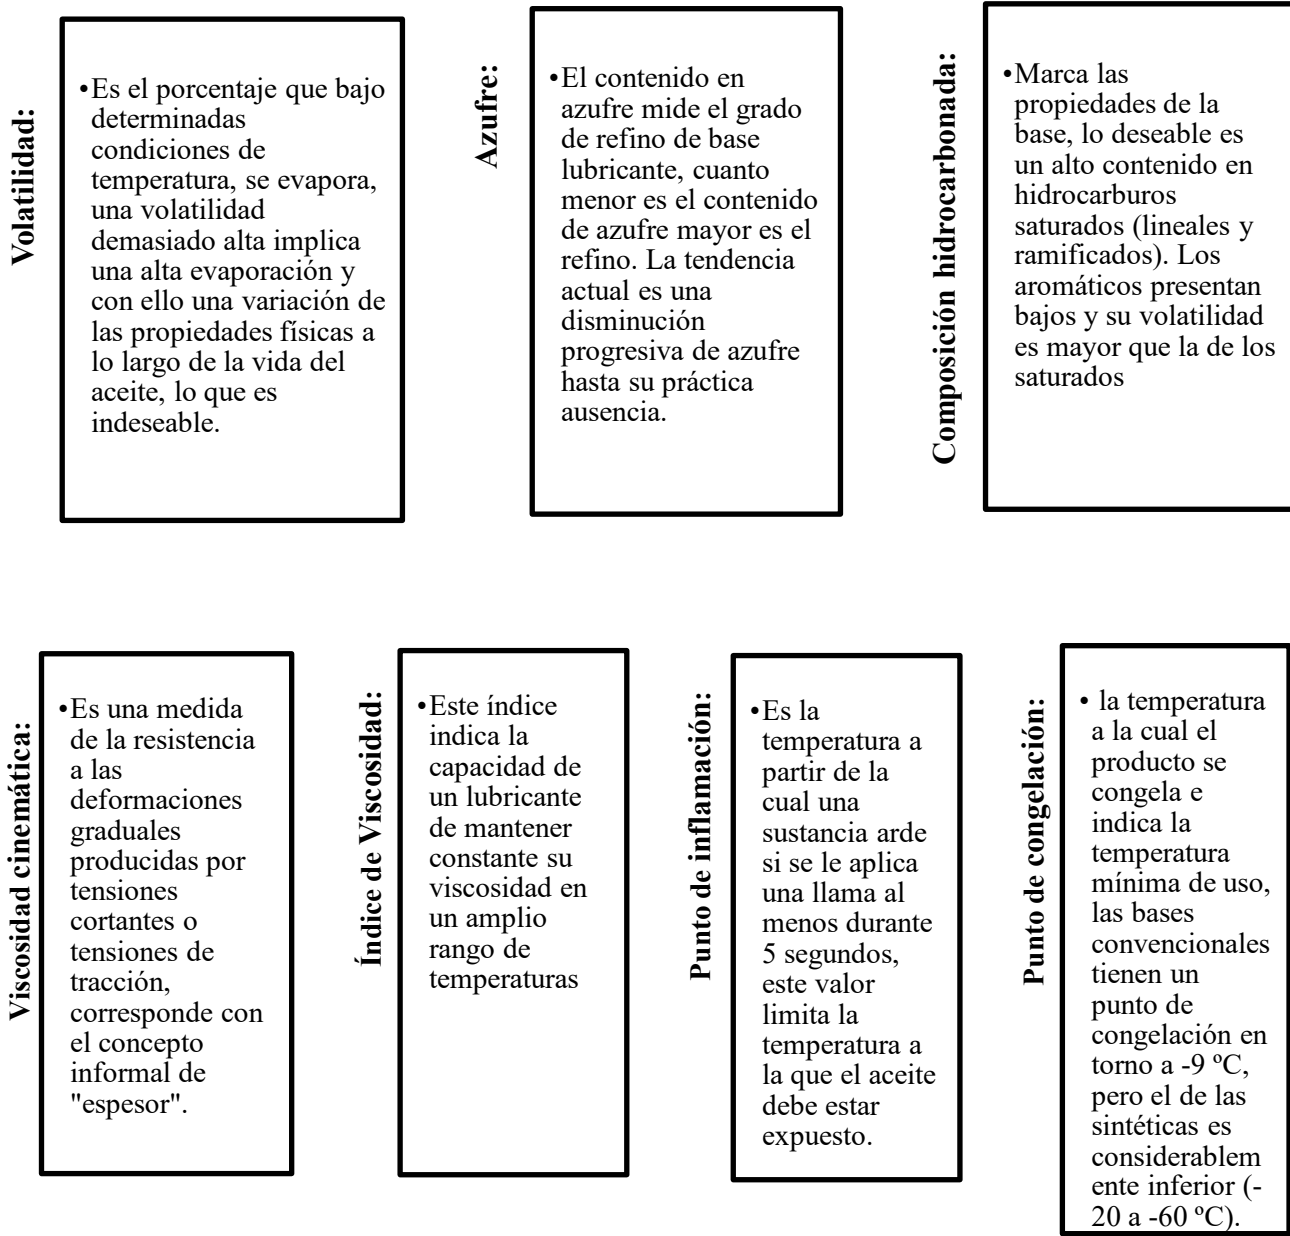 Volatilidad:
•Es el porcentaje que bajo
determinadas
condiciones de
temperatura, se evapora,
una volatilidad
demasiado alta implica
una alta evaporación y
con ello una variación de
las propiedades físicas a
lo largo de la vida del
aceite, lo que es
indeseable.
Azufre:
•El contenido en
azufre mide el grado
de refino de base
lubricante, cuanto
menor es el contenido
de azufre mayor es el
refino. La tendencia
actual es una
disminución
progresiva de azufre
hasta su práctica
ausencia.
Composición hidrocarbonada:
•Marca las
propiedades de la
base, lo deseable es
un alto contenido en
hidrocarburos
saturados (lineales y
ramificados). Los
aromáticos presentan
bajos y su volatilidad
es mayor que la de los
saturados
Viscosidad cinemática:
•Es una medida
de la resistencia
a las
deformaciones
graduales
producidas por
tensiones
cortantes o
tensiones de
tracción,
corresponde con
el concepto
informal de
"espesor".
Índice de Viscosidad:
•Este índice
indica la
capacidad de
un lubricante
de mantener
constante su
viscosidad en
un amplio
rango de
temperaturas
Punto de inflamación:
•Es la
temperatura a
partir de la
cual una
sustancia arde
si se le aplica
una llama al
menos durante
5 segundos,
este valor
limita la
temperatura a
la que el aceite
debe estar
expuesto.
Punto de congelación:
• la temperatura
a la cual el
producto se
congela e
indica la
temperatura
mínima de uso,
las bases
convencionales
tienen un
punto de
congelación en
torno a -9 ºC,
pero el de las
sintéticas es
considerablem
ente inferior (-
20 a -60 ºC).